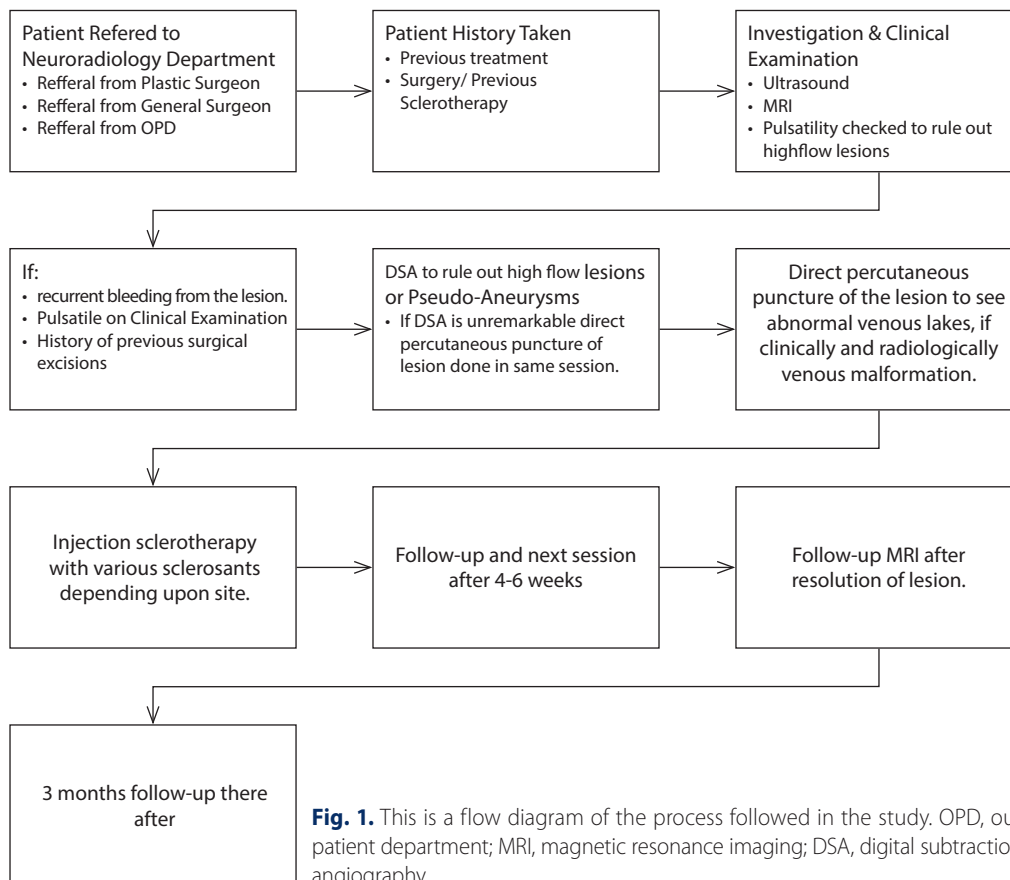 Patient Refered to
Neuroradiology Department
• Refferal from Plastic Surgeon
• Refferal from General Surgeon
• Refferal from OPD
Patient History Taken
• Previous treatment
• Surgery/ Previous
Sclerotherapy
Investigation & Clinical
Examination
• Ultrasound
• MRI
• Pulsatility checked to rule out
highflow lesions
If:
• recurrent bleeding from the lesion.
• Pulsatile on Clinical Examination
• History of previous surgical
excisions
DSA to rule out high flow lesions
or Pseudo-Aneurysms
• If DSA is unremarkable direct
percutaneous puncture of
lesion done in same session.
Direct percutaneous
puncture of the lesion to see
abnormal venous lakes, if
clinically and radiologically
venous malformation.
Injection sclerotherapy
with various sclerosants
depending upon site.
Follow-up and next session
after 4-6 weeks
Follow-up MRI after
resolution of lesion.
3 months follow-up there
after
Fig. 1. This is a flow diagram of the process followed in the study. OPD, ou
patient department; MRI, magnetic resonance imaging; DSA, digital subtractio
angiography